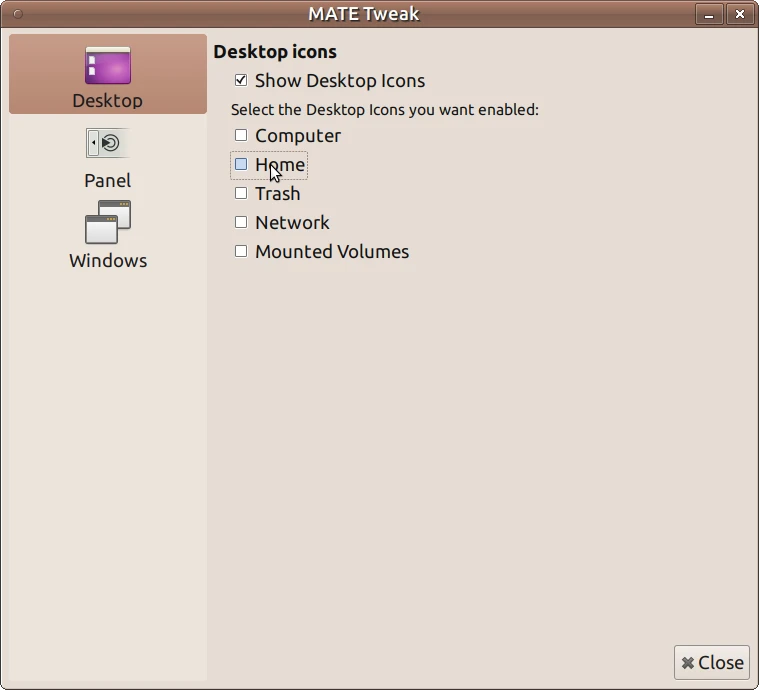 MATE Tweak
Desktop
Panel
Windows
Desktop icons
Show Desktop Icons
Select the Desktop Icons you want enabled:
Computer
Home
Trash
Network
Mounted Volumes
Close